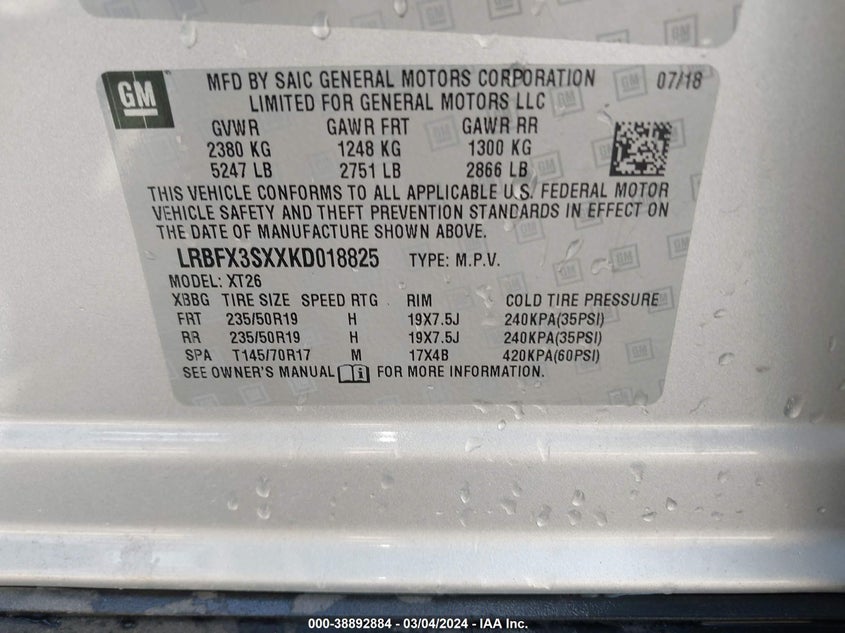 GM
MFD BY SAIC GENERAL MOTORS CORPORATION 07/18
LIMITED FOR GENERAL MOTORS LLC
GVWR GAWR FRT GAWR RR
2380 KG 1248 KG 1300 KG
5247 LB 2751 LB 2866 LB
THIS VEHICLE CONFORMS TO ALL APPLICABLE U.S. FEDERAL MOTOR
VEHICLE SAFETY AND THEFT PREVENTION STANDARDS IN EFFECT ON
THE DATE OF MANUFACTURE SHOWN ABOVE.
LRBFX3SXXKD018825 TYPE: M.P.V.
MODEL: XT26
XBBG TIRE SIZE SPEED RTG RIM COLD TIRE PRESSURE
FRT 235/50R19 H 19X7.5J 240KPA(35PSI)
RR 235/50R19 H 19X7.5J 240KPA(35PSI)
SPA T145/70R17 M 17X4B 420KPA(60PSI)
SEE OWNER'S MANUAL FOR MORE INFORMATION.
000-38892884 - 03/04/2024 - IAA Inc.